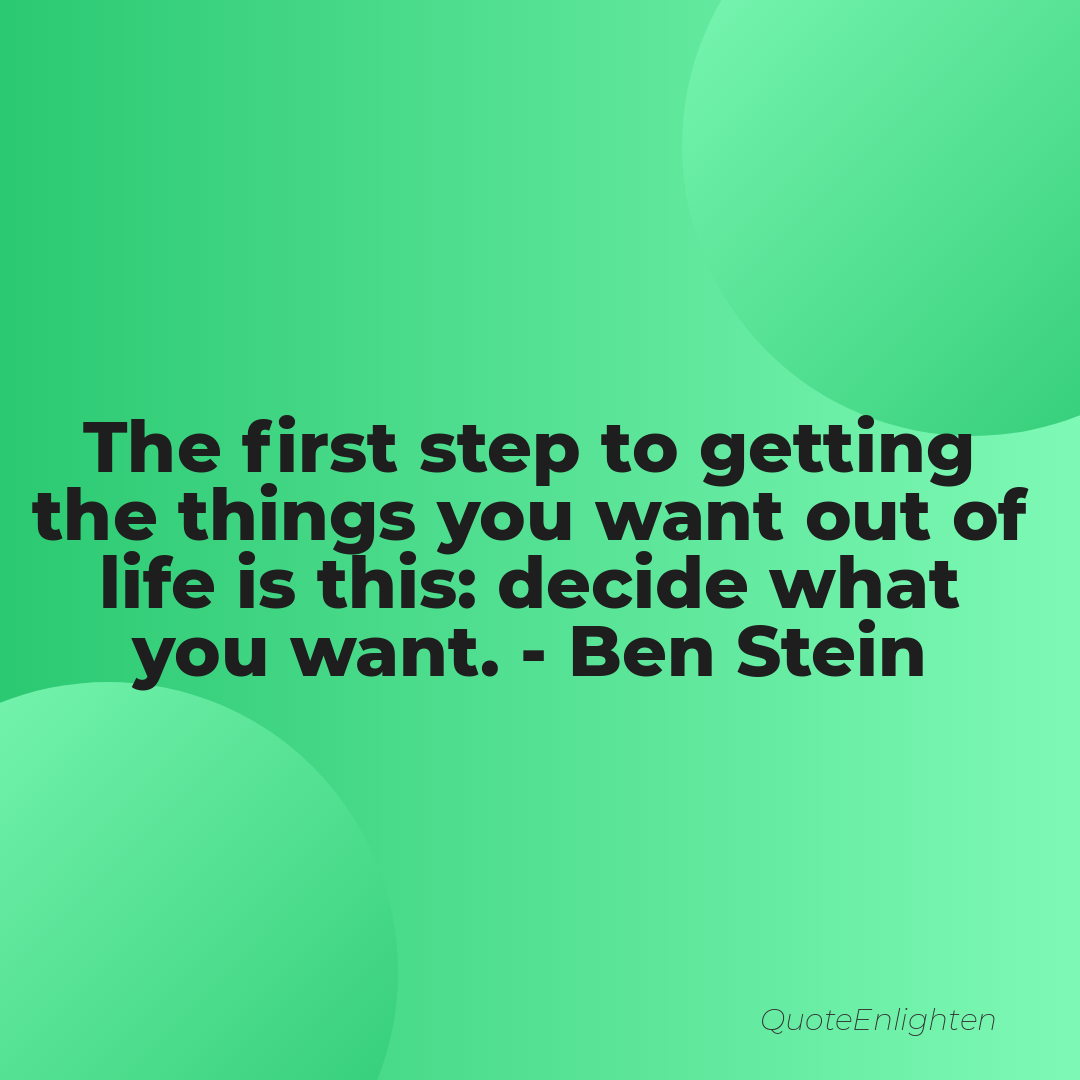 The first step to getting
the things you want out of
life is this: decide what
you want. - Ben Stein
QuoteEnlighten